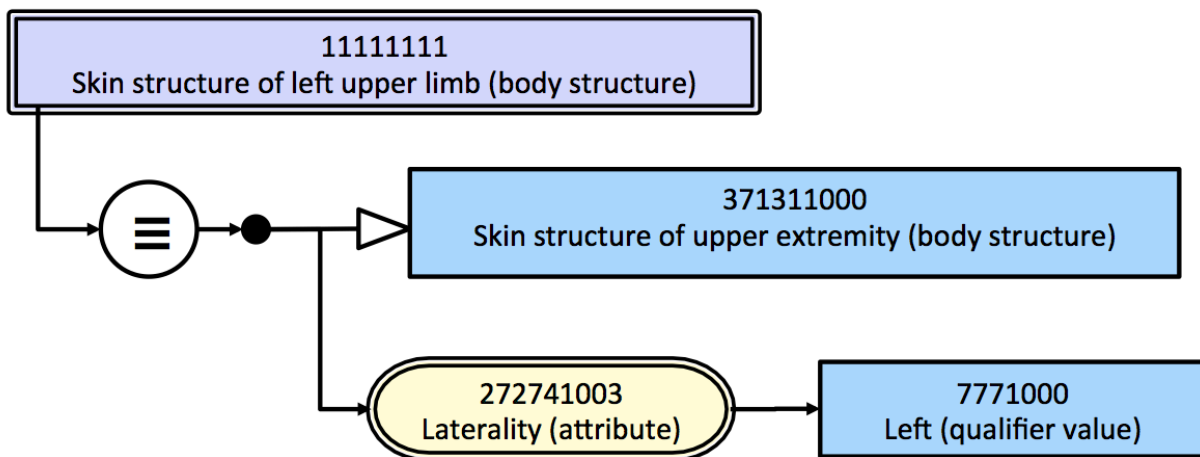 11111111
Skin structure of left upper limb (body structure)
≡
371311000
Skin structure of upper extremity (body structure)
272741003
Laterality (attribute)
7771000
Left (qualifier value)